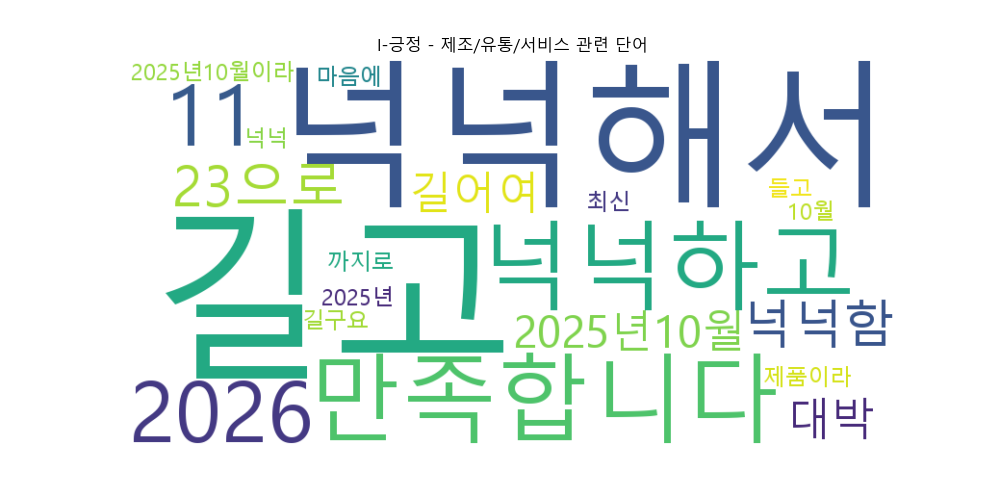 I-긍정 - 제조/유통/서비스 관련 단어
2025년10월이라
마음에
11
넉넉해서
넉넉
23으로
길어여
최신
들고
10월
길고
까지로
넉넉하고
2025년
길구요
2025년10월
넉넉함
2026
만족합니다
제품이라
대박